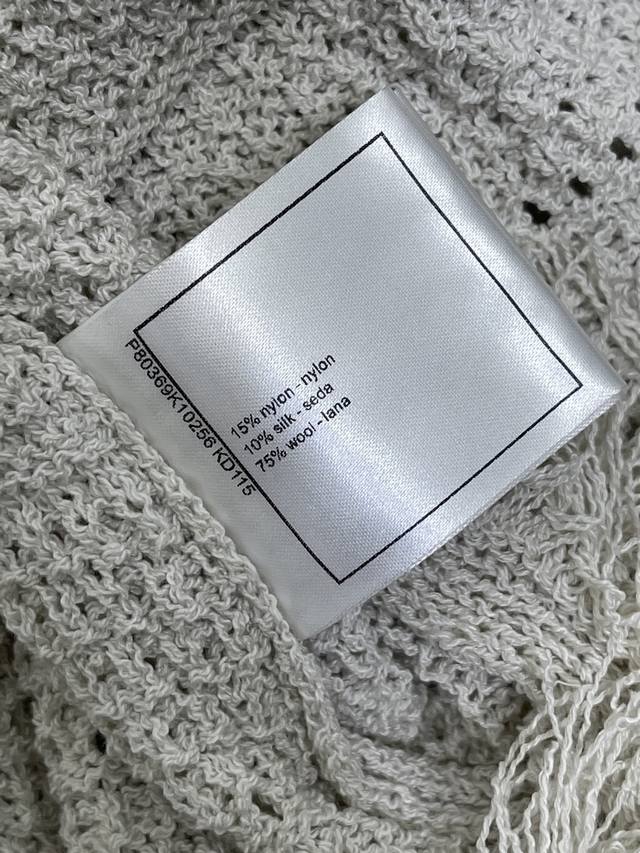 P80369K10256 KD115
15% nylon - nylon
10% silk - seda
75% wool - lana